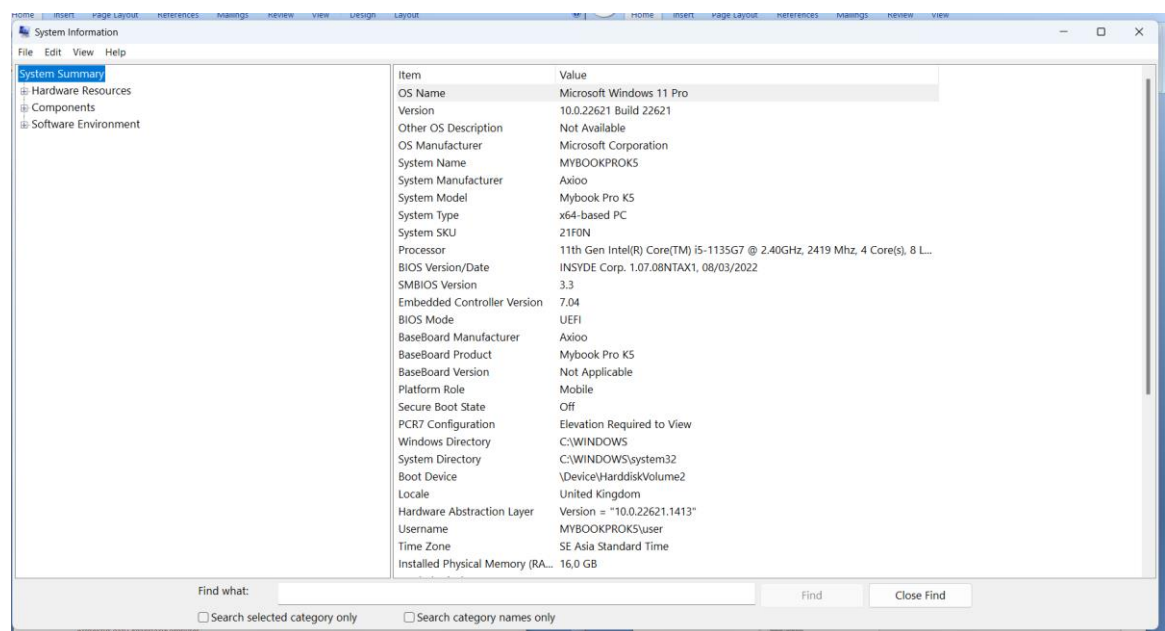 Home Insert Page Layout References Mailings Review View Design Layout Home Insert Page Layout References Mailings Review View
System Information
File Edit View Help
System Summary
Hardware Resources
Components
Software Environment
Item Value
OS Name Microsoft Windows 11 Pro
Version 10.0.22621 Build 22621
Other OS Description Not Available
OS Manufacturer Microsoft Corporation
System Name MYBOOKPROK5
System Manufacturer Axioo
System Model Mybook Pro K5
System Type x64-based PC
System SKU 21F0N
Processor 11th Gen Intel(R) Core(TM) i5-1135G7 @ 2.40GHz, 2419 Mhz, 4 Core(s), 8 L...
BIOS Version/Date INSYDE Corp. 1.07.08NTAX1, 08/03/2022
SMBIOS Version 3.3
Embedded Controller Version 7.04
BIOS Mode UEFI
BaseBoard Manufacturer Axioo
BaseBoard Product Mybook Pro K5
BaseBoard Version Not Applicable
Platform Role Mobile
Secure Boot State Off
PCR7 Configuration Elevation Required to View
Windows Directory C:\WINDOWS
System Directory C:\WINDOWS\system32
Boot Device \Device\HarddiskVolume2
Locale United Kingdom
Hardware Abstraction Layer Version = "10.0.22621.1413"
Username MYBOOKPROK5\user
Time Zone SE Asia Standard Time
Installed Physical Memory (RA... 16,0 GB
Find what: Find Close Find
Search selected category only Search category names only